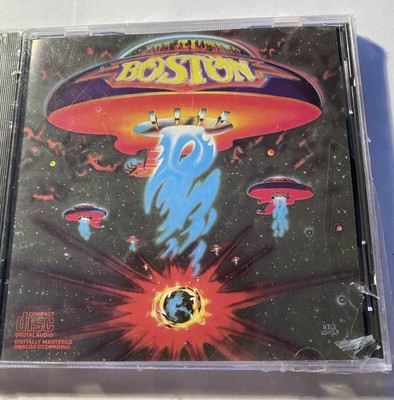 BOSTON
COMPACT
disc
DIGITAL AUDIO
DIGITALLY MASTERED
ANALOG RECORDING